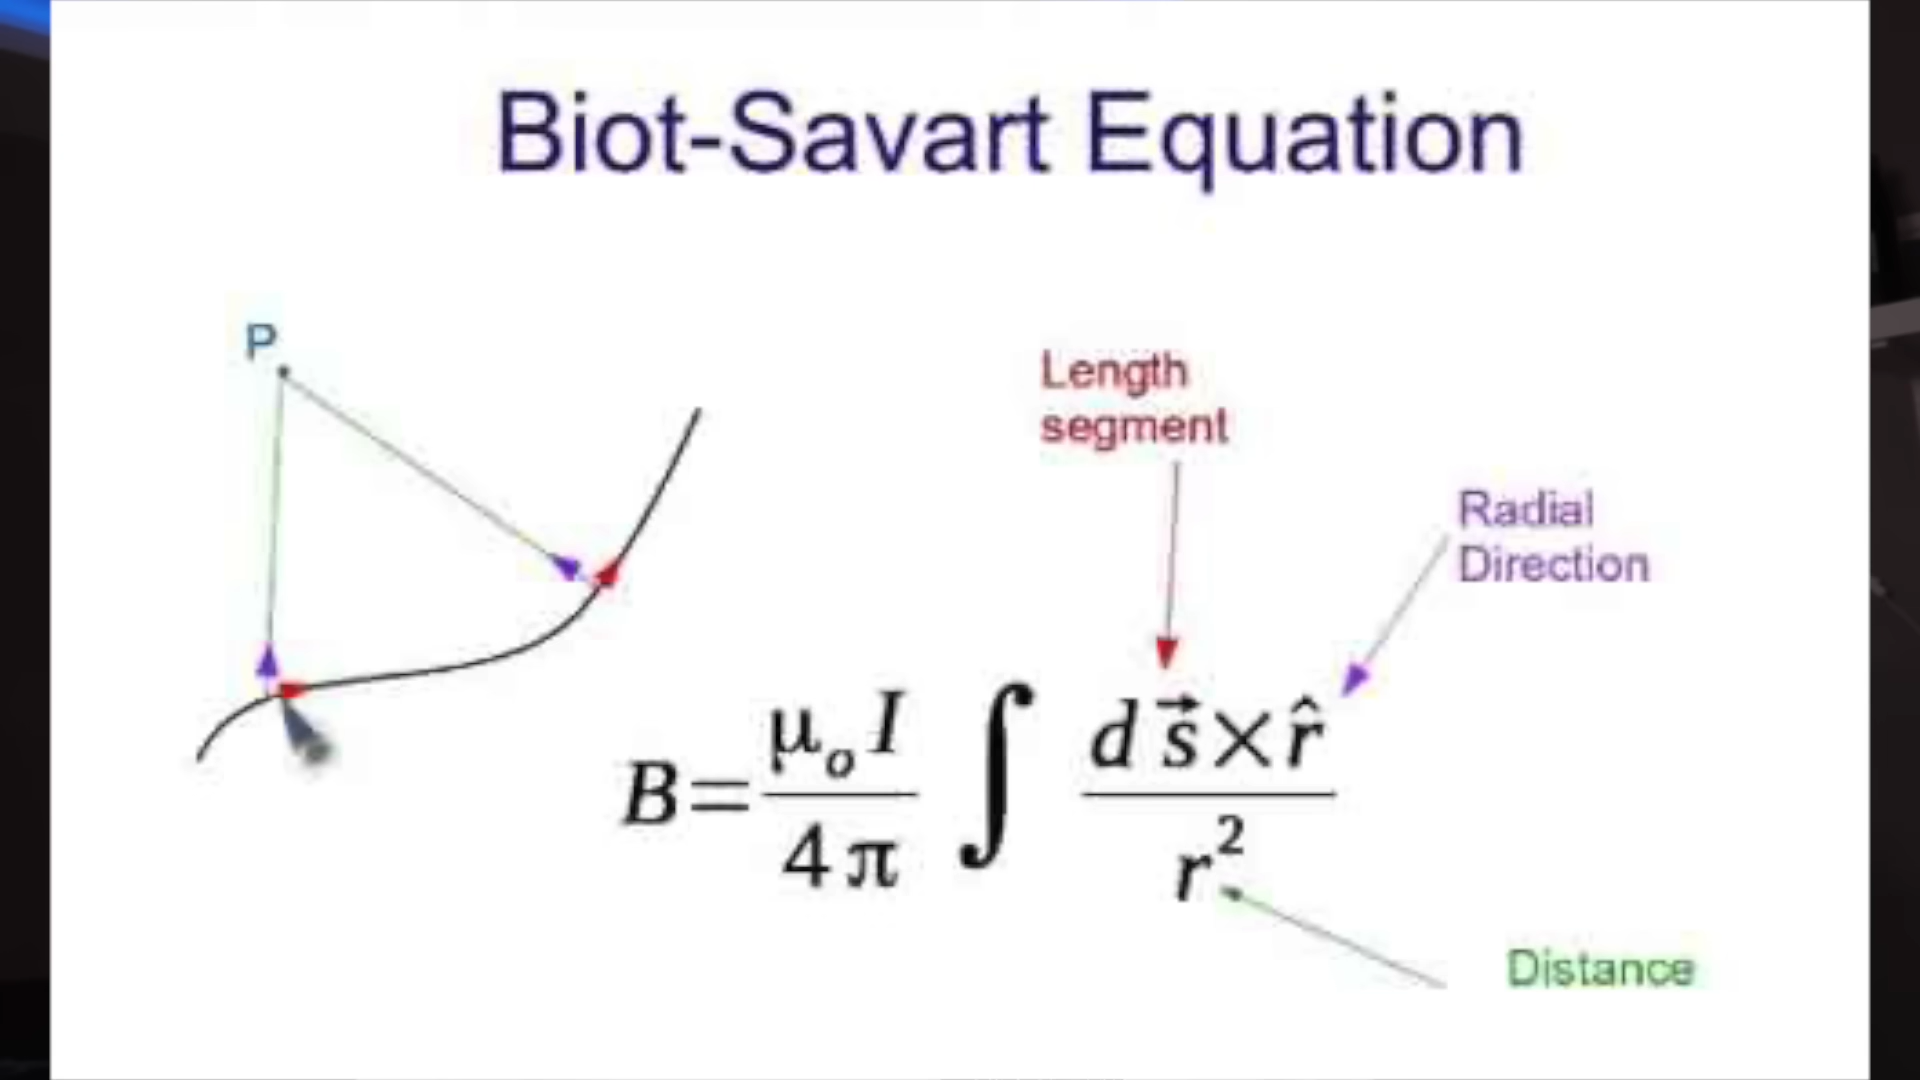 Biot-Savart Equation
P
Length
segment
Radial
Direction
B=μₒI/4π ∫ ds⃗×r̂/r²
Distance